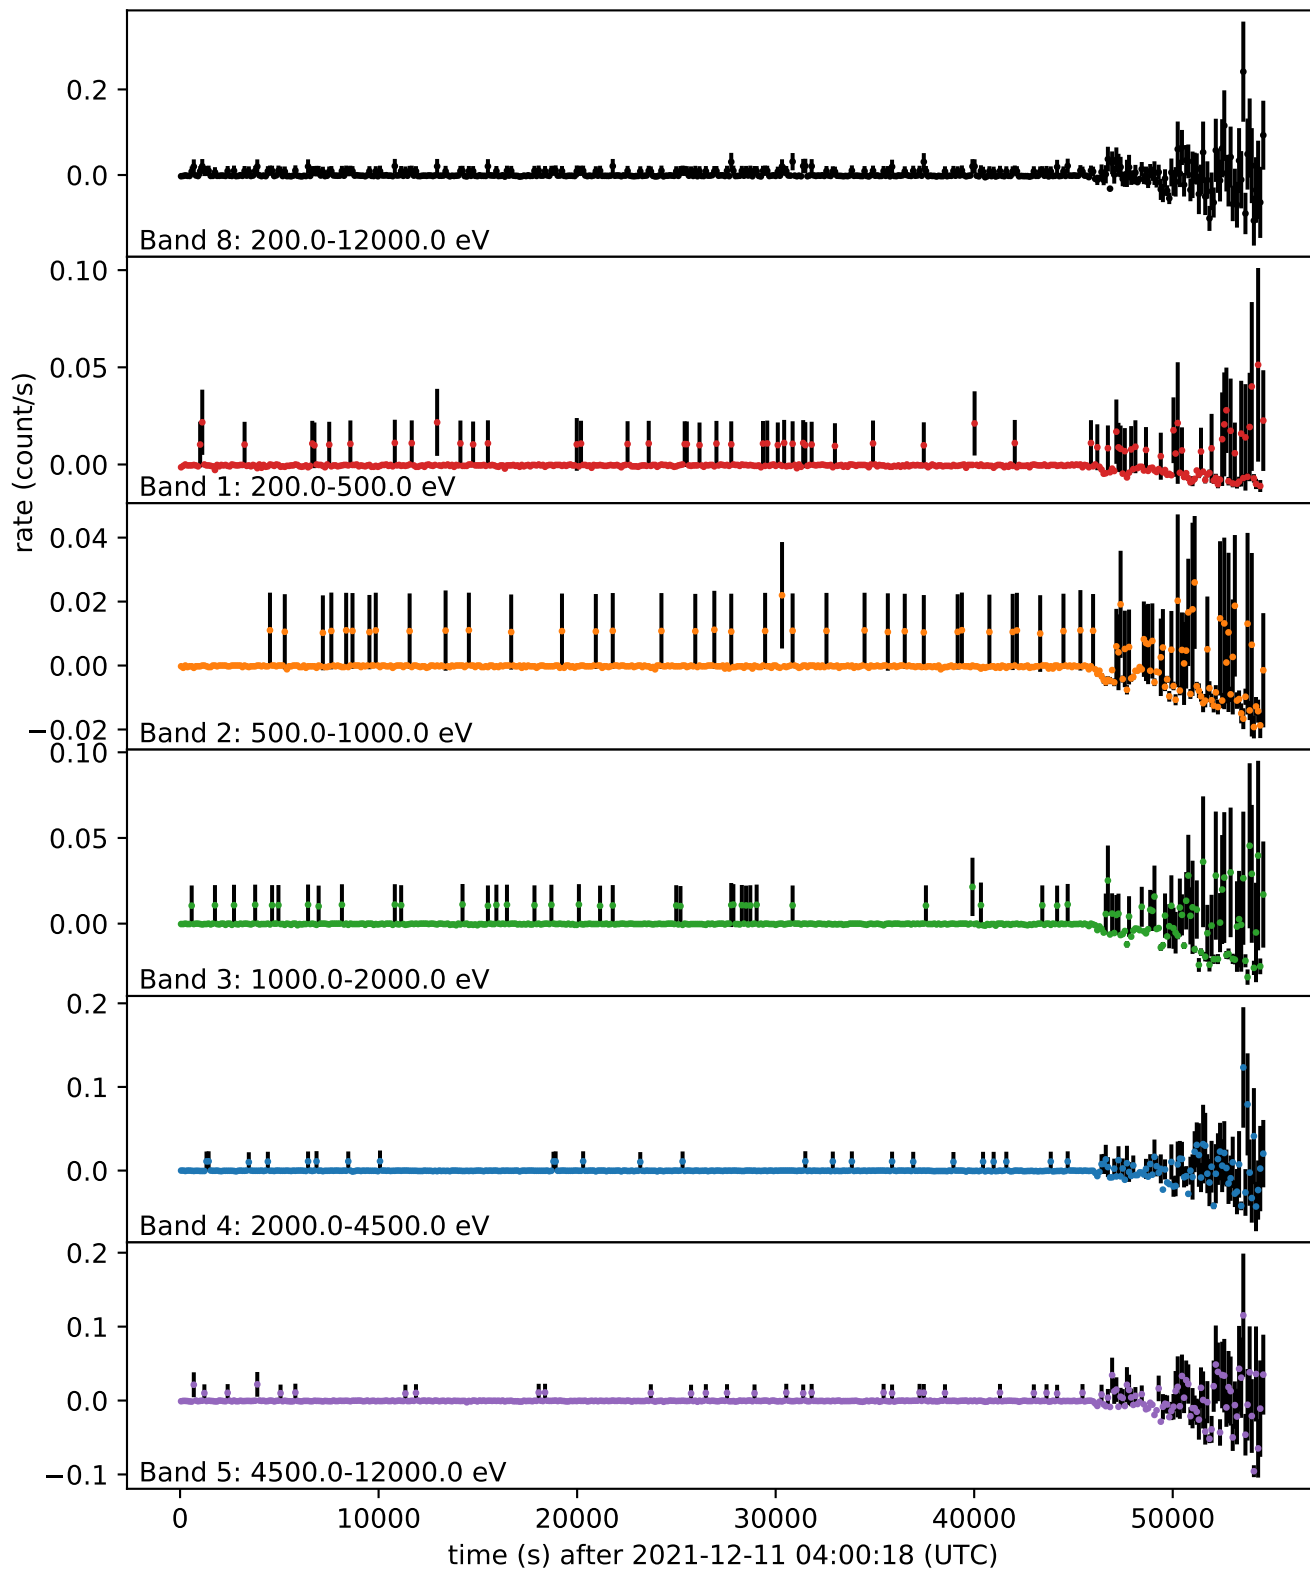 0.2
0.0
Band 8: 200.0-12000.0 eV
0.10
0.05
0.00
Band 1: 200.0-500.0 eV
rate (count/s)
0.04
0.02
0.00
−0.02
Band 2: 500.0-1000.0 eV
0.10
0.05
0.00
Band 3: 1000.0-2000.0 eV
0.2
0.1
0.0
Band 4: 2000.0-4500.0 eV
0.2
0.1
0.0
−0.1
Band 5: 4500.0-12000.0 eV
0 10000 20000 30000 40000 50000
time (s) after 2021-12-11 04:00:18 (UTC)